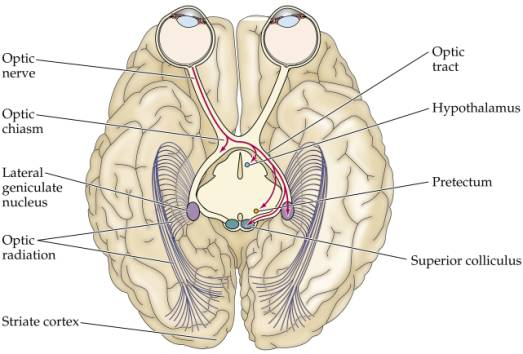 Optic
nerve
Optic
chiasm
Lateral
geniculate
nucleus
Optic
radiation
Striate cortex
Optic
tract
Hypothalamus
Pretectum
Superior colliculus